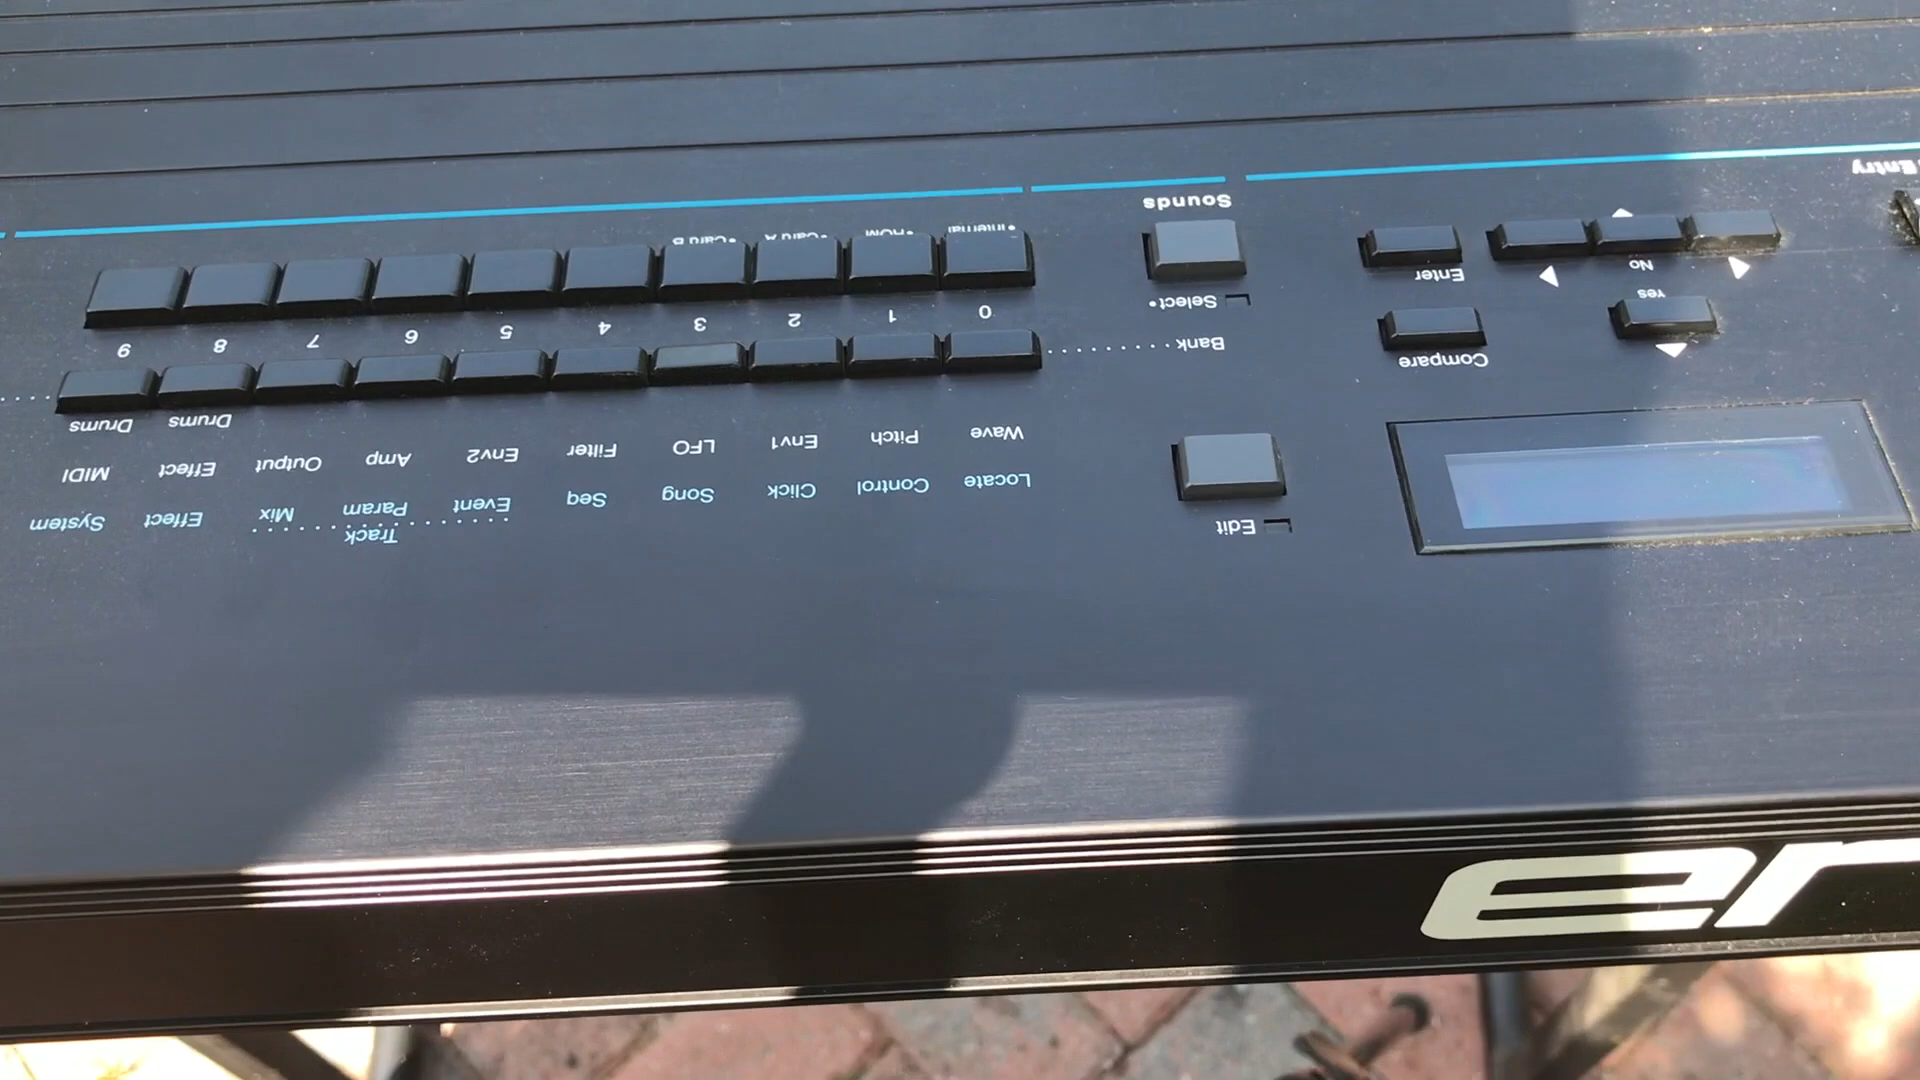 Compare
Yes
No
Enter
Entry
Edit
Track
Locate Control Click Song Seq Event Param Mix Effect System
Wave Pitch Env1 LFO Filter Env2 Amp Output Effect MIDI
Drums Drums
Bank
0 1 2 3 4 5 6 7 8 9
Select•
•Internal •ROM •Card A •Card B
Sounds